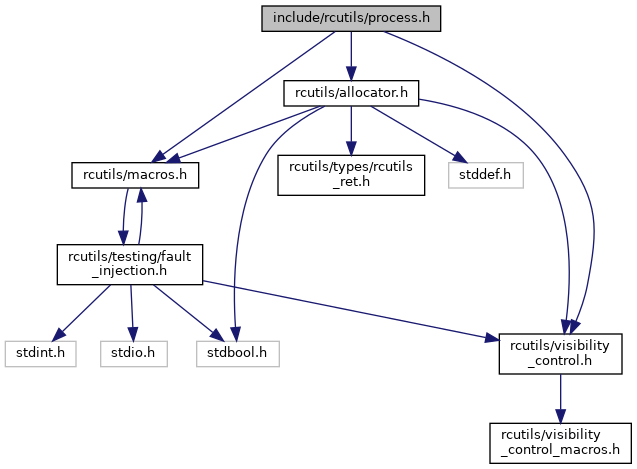 include/rcutils/process.h
rcutils/allocator.h
rcutils/macros.h
rcutils/types/rcutils
_ret.h
stddef.h
rcutils/testing/fault
_injection.h
stdint.h
stdio.h
stdbool.h
rcutils/visibility
_control.h
rcutils/visibility
_control_macros.h